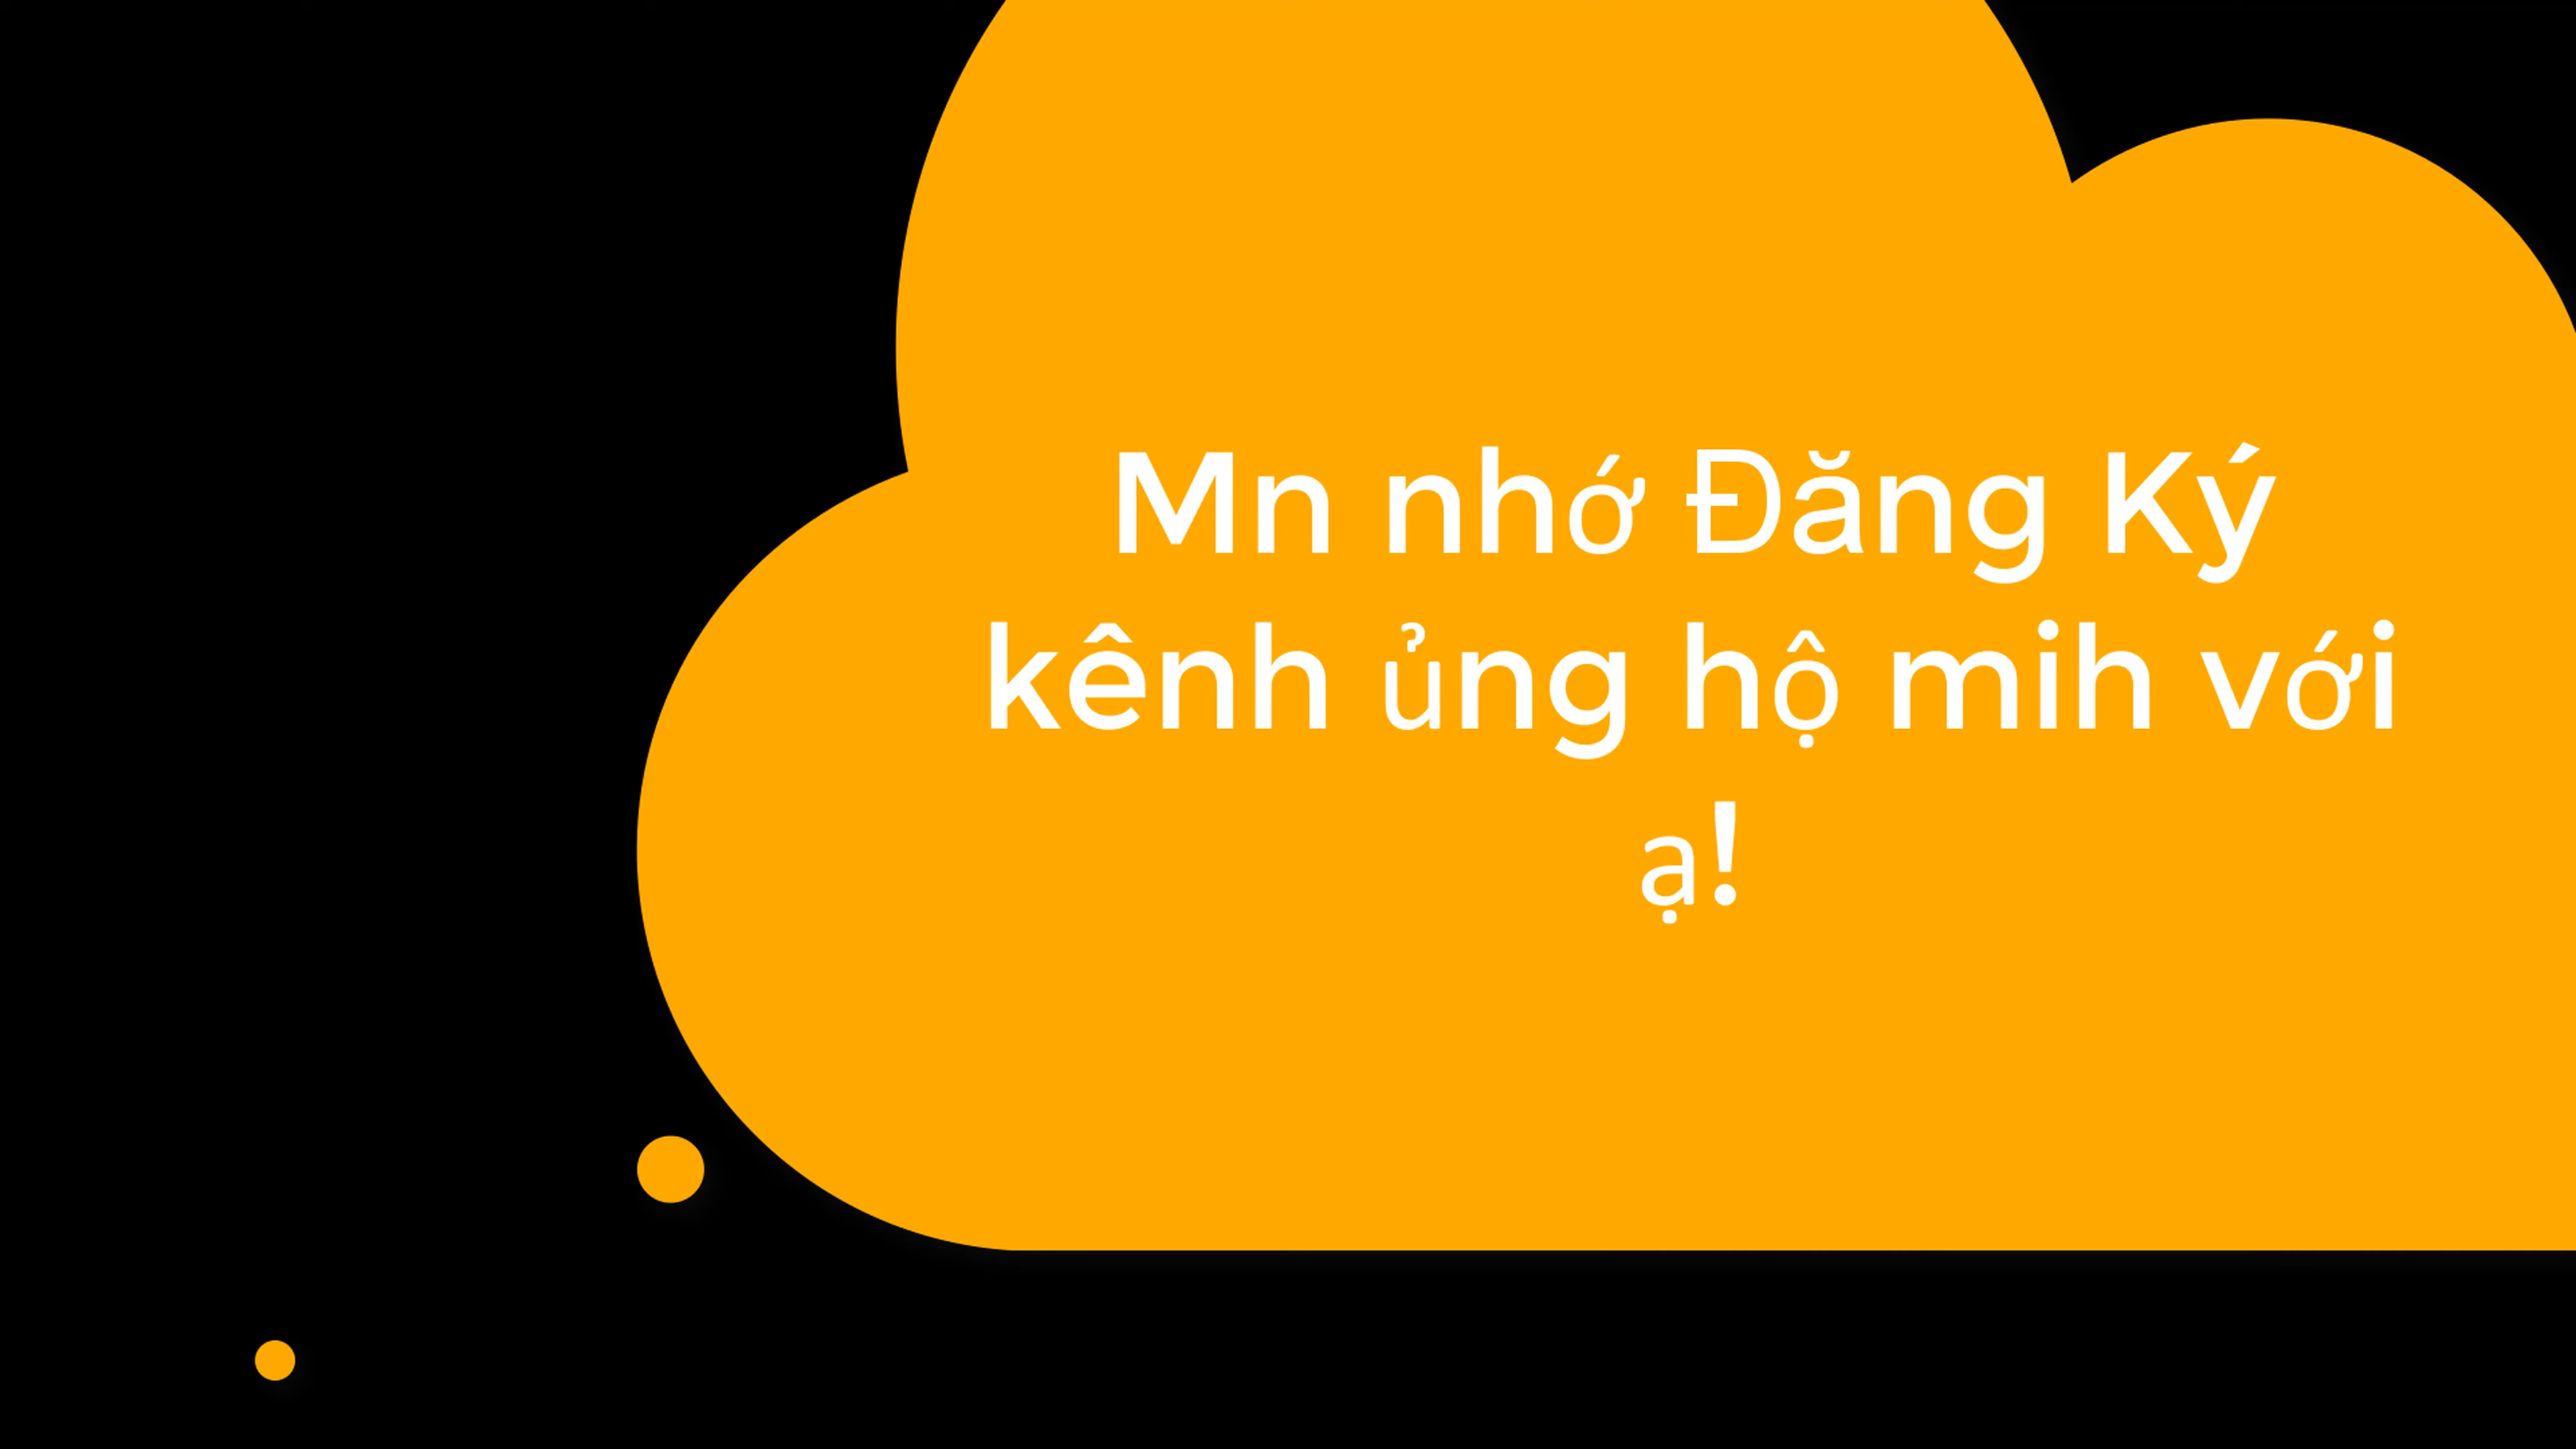 Mn nhớ Đăng Ký
kênh ủng hộ mih với
ạ!